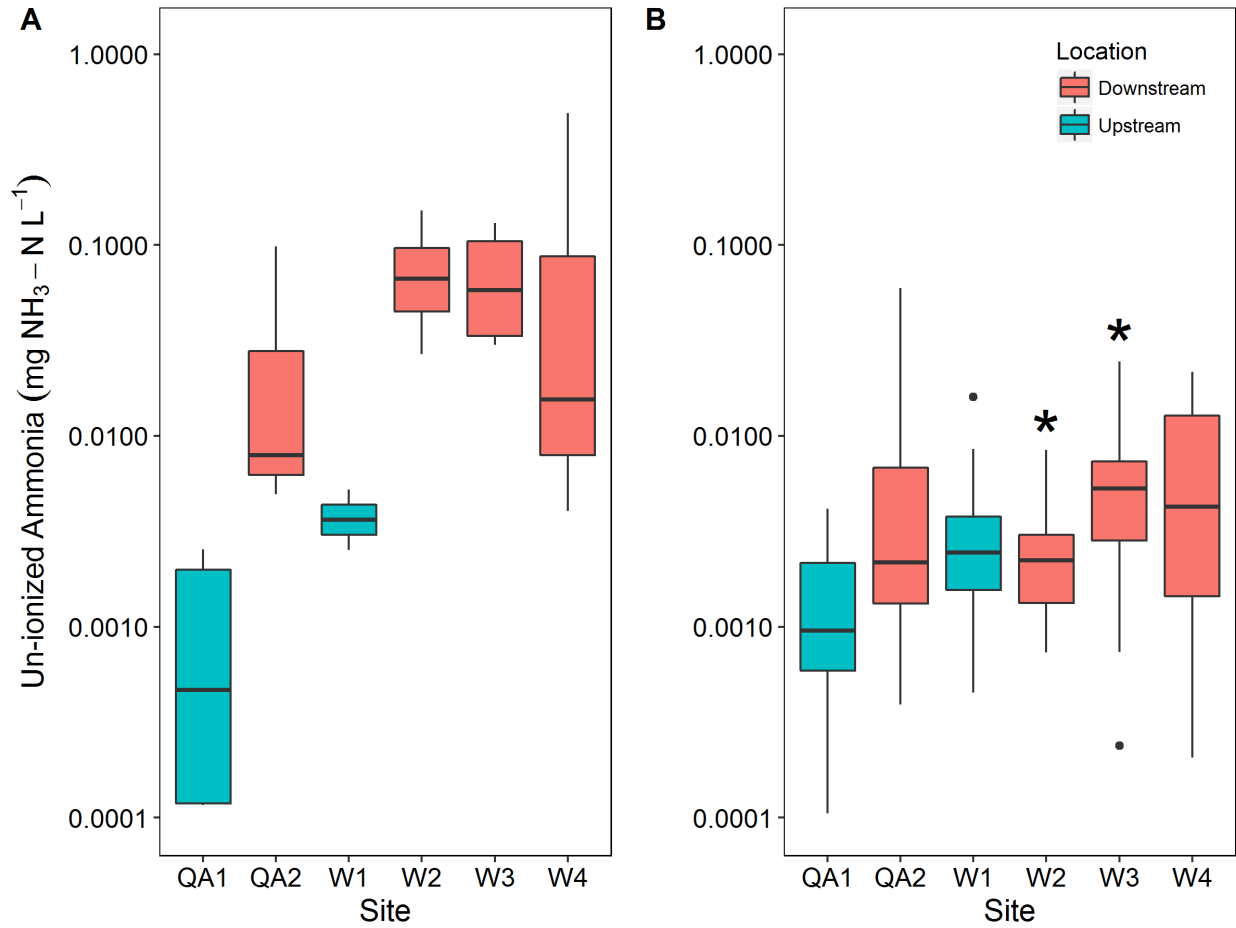 A
Un-ionized Ammonia (mg NH₃ − N L⁻¹)
1.0000
0.1000
0.0100
0.0010
0.0001
QA1 QA2 W1 W2 W3 W4
Site
B
Location
Downstream
Upstream
1.0000
0.1000
0.0100
0.0010
0.0001
*
*
QA1 QA2 W1 W2 W3 W4
Site